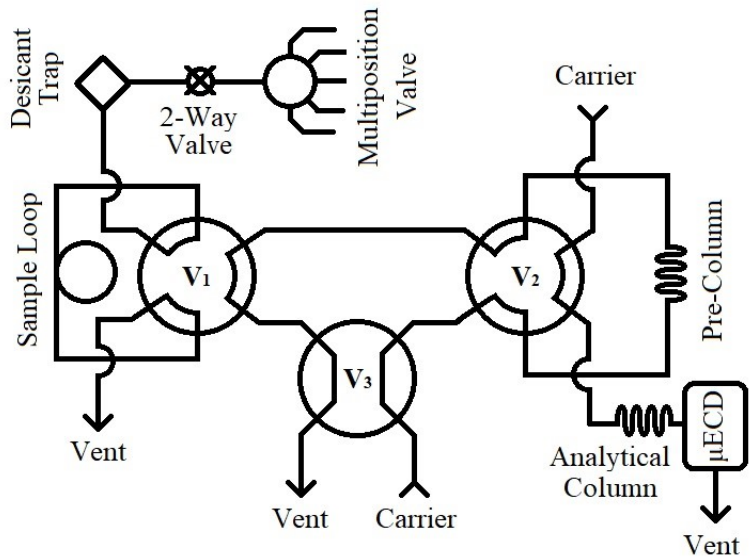 Desicant
Trap
2-Way
Valve
Multiposition
Valve
Carrier
Sample Loop
V1
V2
V3
Pre-Column
Vent
Vent
Carrier
Analytical
Column
μECD
Vent